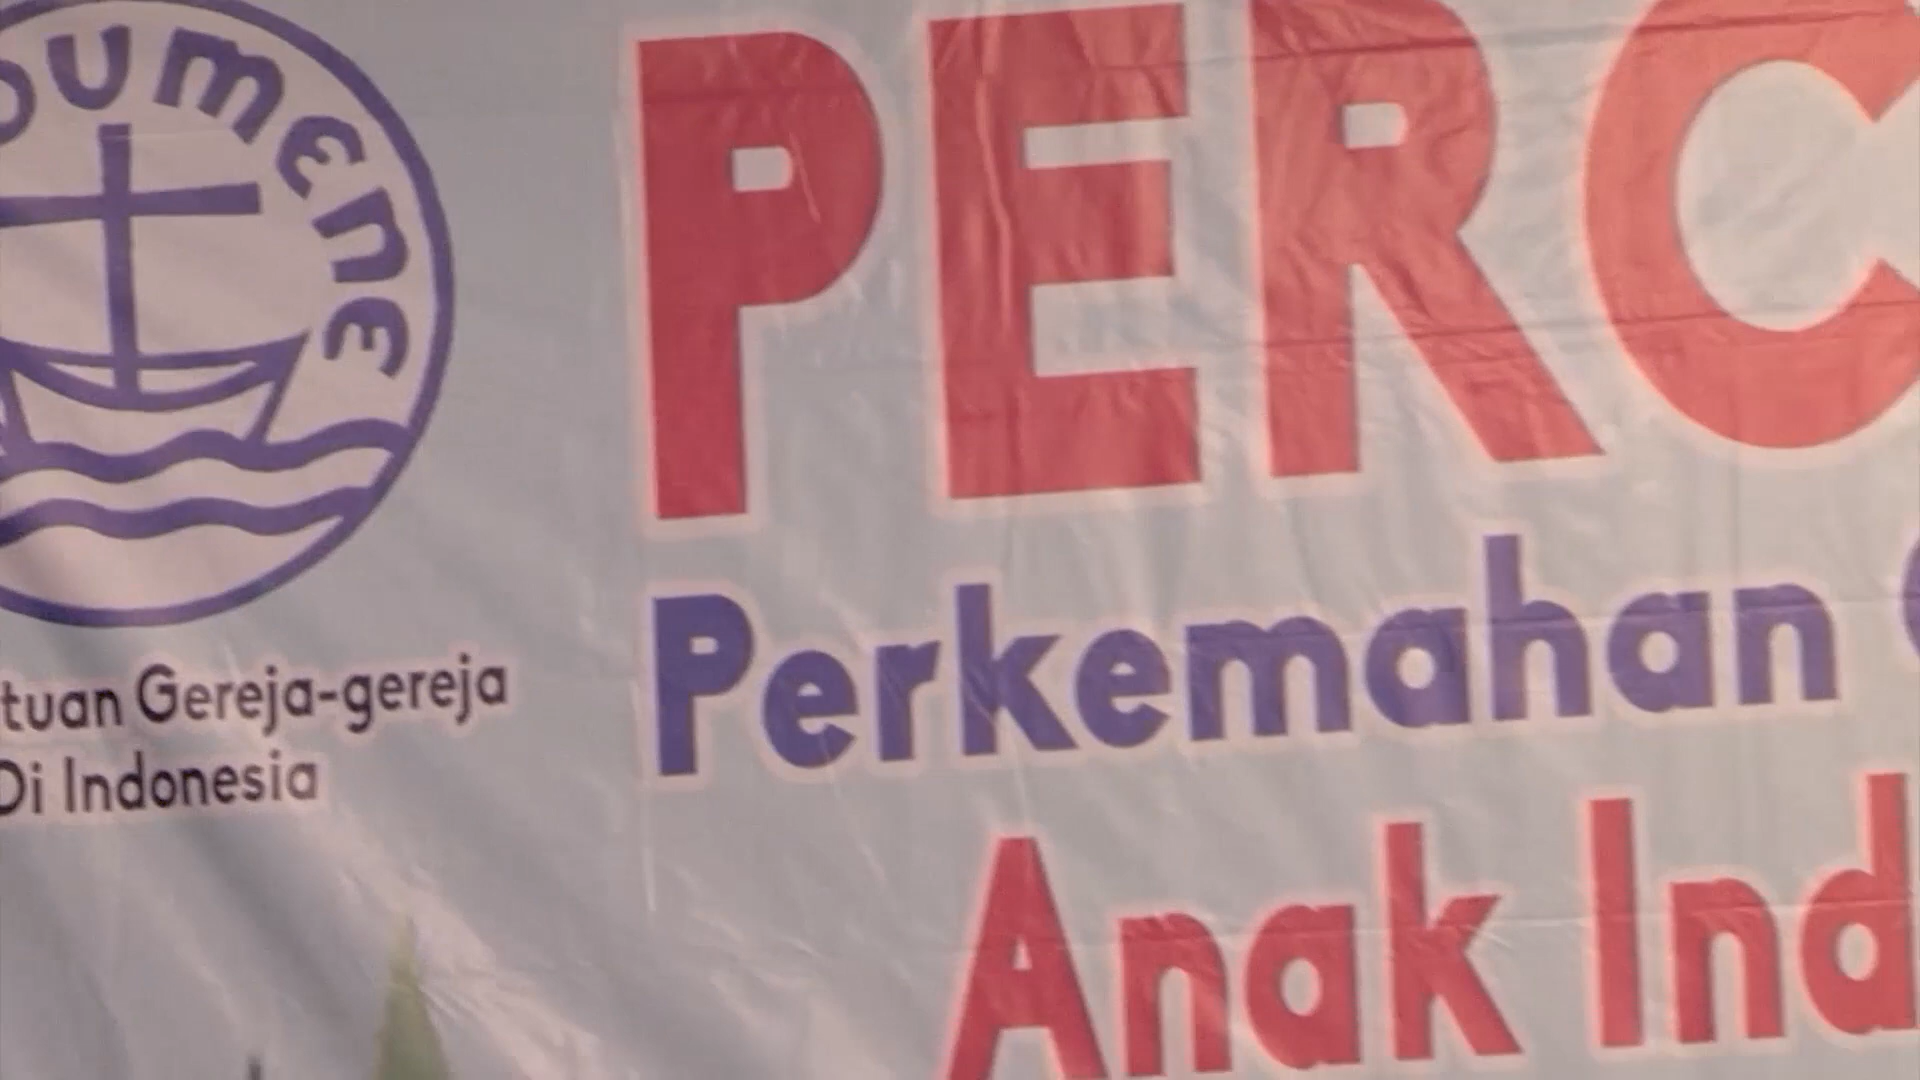 oumene
PERC
Perkemahan
tuan Gereja-gereja
Di Indonesia
Anak Ind